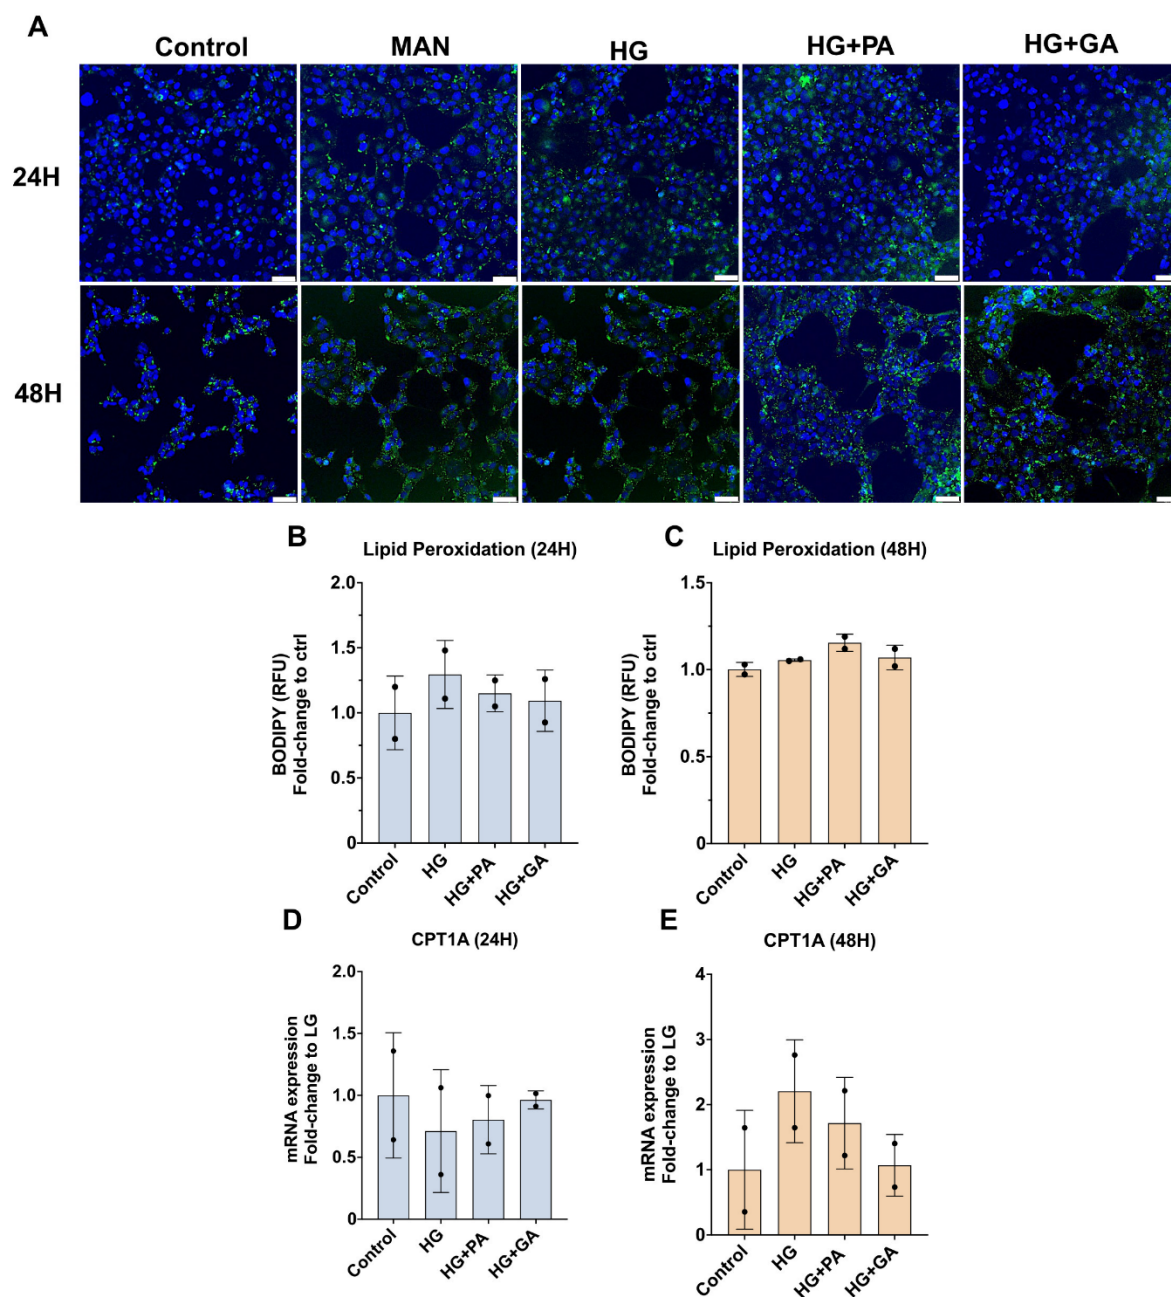 A
Control MAN HG HG+PA HG+GA
24H
48H
B
Lipid Peroxidation (24H)
BODIPY (RFU)
Fold-change to ctrl
2.0
1.5
1.0
0.5
0
Control HG HG+PA HG+GA
C
Lipid Peroxidation (48H)
BODIPY (RFU)
Fold-change to ctrl
1.5
1.0
0.5
0
Control HG HG+PA HG+GA
D
CPT1A (24H)
mRNA expression
Fold-change to LG
2.0
1.5
1.0
0.5
0
Control HG HG+PA HG+GA
E
CPT1A (48H)
mRNA expression
Fold-change to LG
4
3
2
1
0
Control HG HG+PA HG+GA